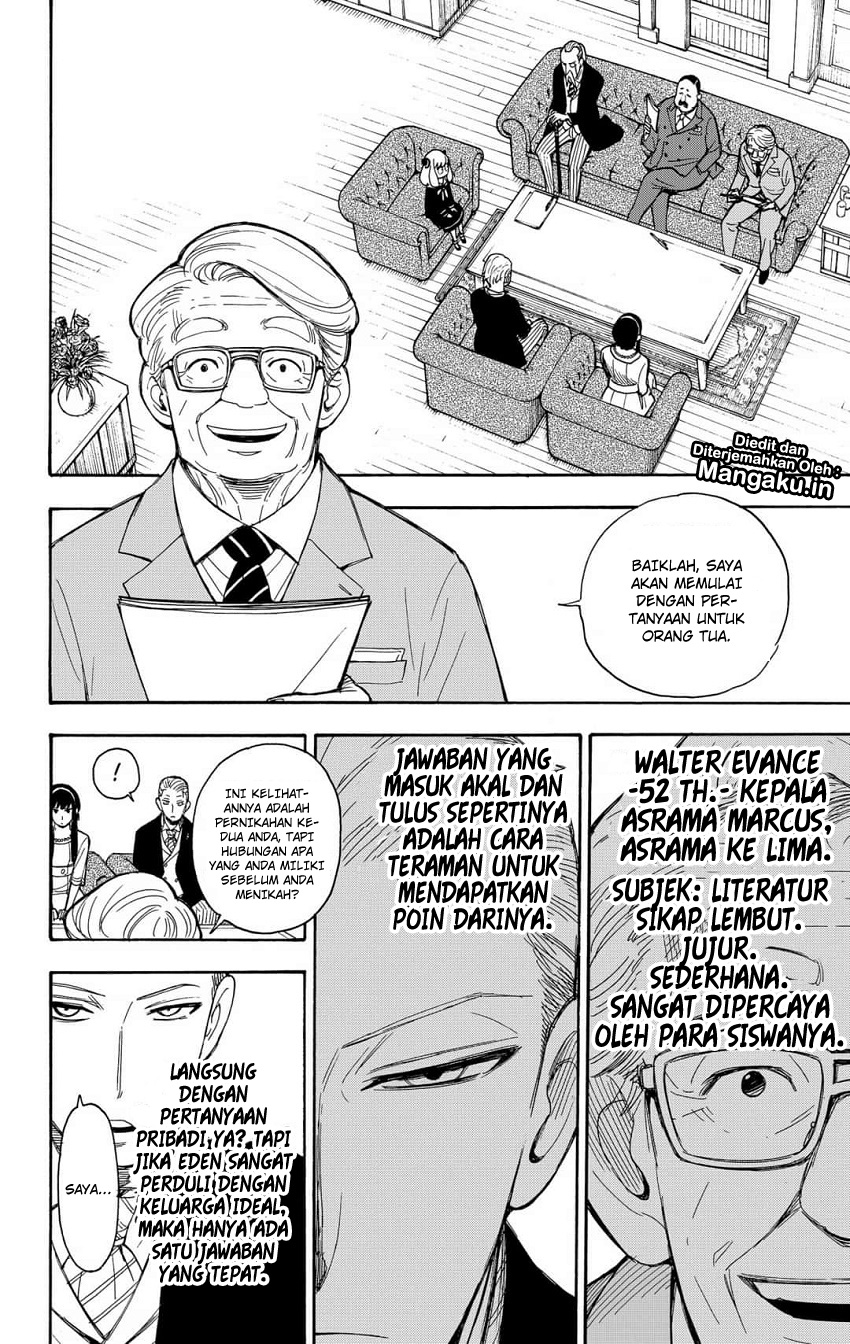 Diedit dan
Diterjemahkan Oleh :
Mangaku.in
BAIKLAH, SAYA
AKAN MEMULAI
DENGAN PER-
TANYAAN UNTUK
ORANG TUA.
WALTER EVANCE
-52 TH.- KEPALA
ASRAMA MARCUS,
ASRAMA KE LIMA.
SUBJEK: LITERATUR
SIKAP LEMBUT.
JUJUR.
SEDERHANA.
SANGAT DIPERCAYA
OLEH PARA SISWANYA.
JAWABAN YANG
MASUK AKAL DAN
TULUS SEPERTINYA
ADALAH CARA
TERAMAN UNTUK
MENDAPATKAN
POIN DARINYA.
INI KELIHAT-
ANNYA ADALAH
PERNIKAHAN KE-
DUA ANDA, TAPI
HUBUNGAN APA
YANG ANDA MILIKI
SEBELUM ANDA
MENIKAH?
!
LANGSUNG
DENGAN
PERTANYAAN
PRIBADI YA? TAPI
JIKA EDEN SANGAT
PERDULI DENGAN
KELUARGA IDEAL,
MAKA HANYA ADA
SATU JAWABAN
YANG TEPAT.
SAYA...